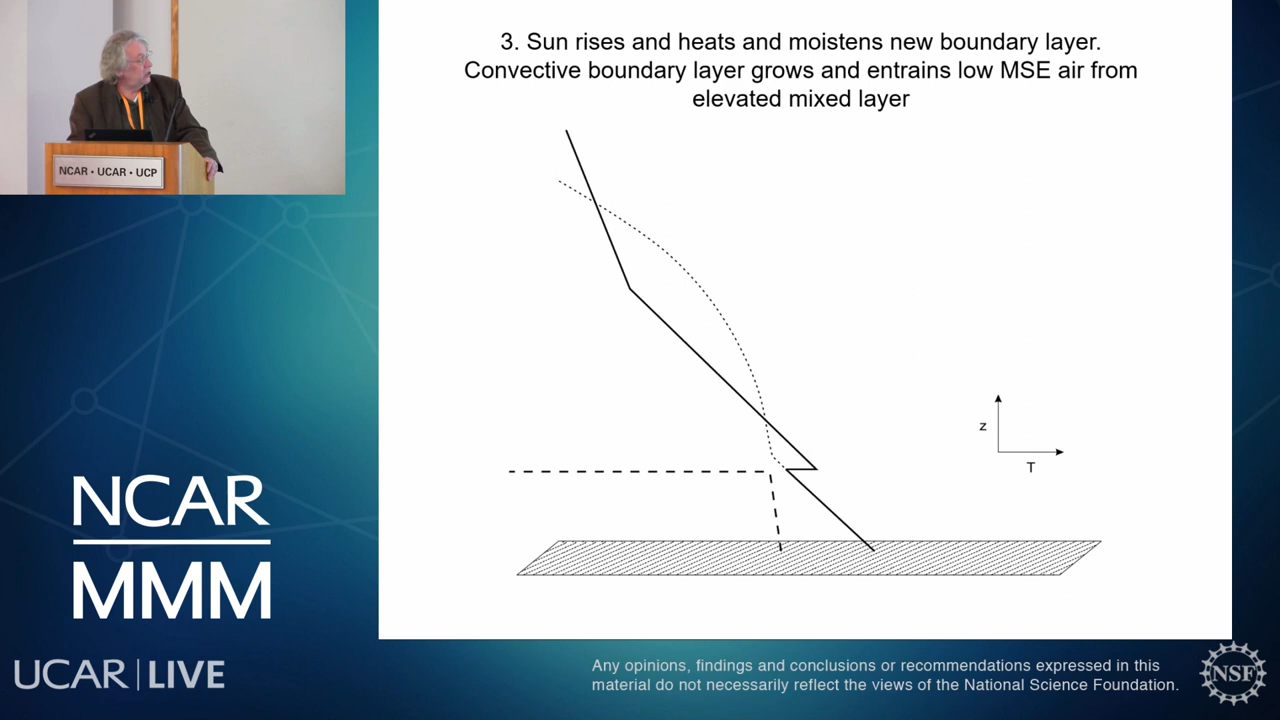 3. Sun rises and heats and moistens new boundary layer.
Convective boundary layer grows and entrains low MSE air from
elevated mixed layer
NCAR • UCAR • UCP
z
T
NCAR
MMM
UCAR | LIVE
Any opinions, findings and conclusions or recommendations expressed in this
material do not necessarily reflect the views of the National Science Foundation.
NSF